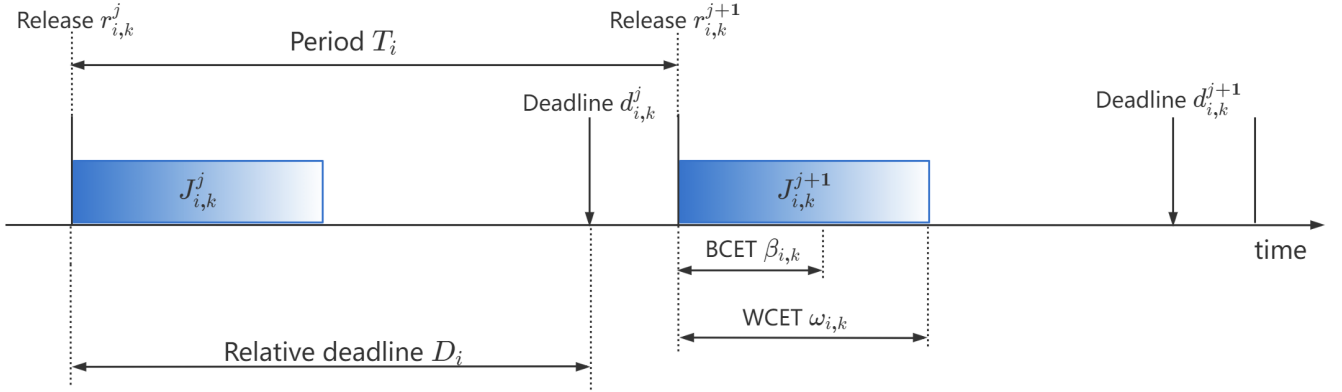 Release $r_{i,k}^{j}$
Release $r_{i,k}^{j+1}$
Period $T_i$
Deadline $d_{i,k}^{j}$
Deadline $d_{i,k}^{j+1}$
$J_{i,k}^{j}$
$J_{i,k}^{j+1}$
BCET $\beta_{i,k}$
time
WCET $\omega_{i,k}$
Relative deadline $D_i$